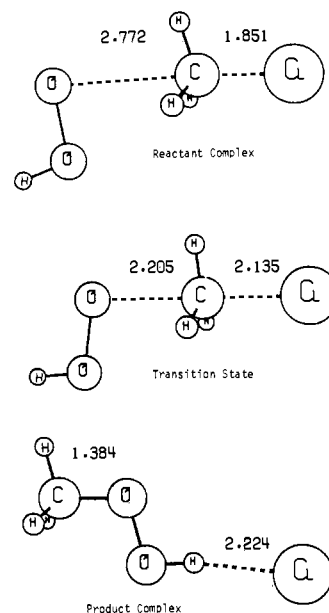 2.772 1.851
H
O C CL
H H
O
H
Reactant Complex
H
2.205 2.135
O C CL
H H
H O
Transition State
H 1.384
C O
H H
O H 2.224 CL
Product Complex